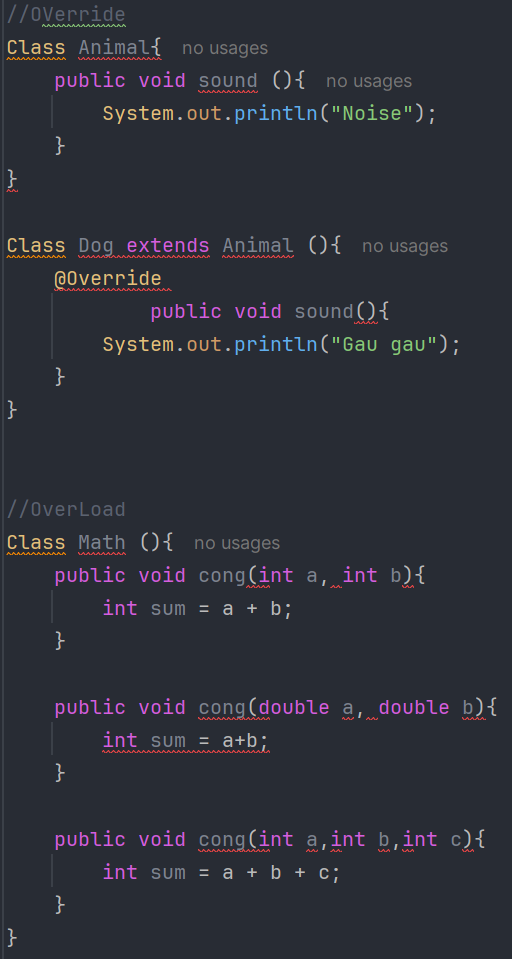 //OVerride
Class Animal{ no usages
public void sound (){ no usages
System.out.println("Noise");
}
}
Class Dog extends Animal (){ no usages
@Override
public void sound(){
System.out.println("Gau gau");
}
}
//OverLoad
Class Math (){ no usages
public void cong(int a, int b){
int sum = a + b;
}
public void cong(double a, double b){
int sum = a+b;
}
public void cong(int a,int b,int c){
int sum = a + b + c;
}
}